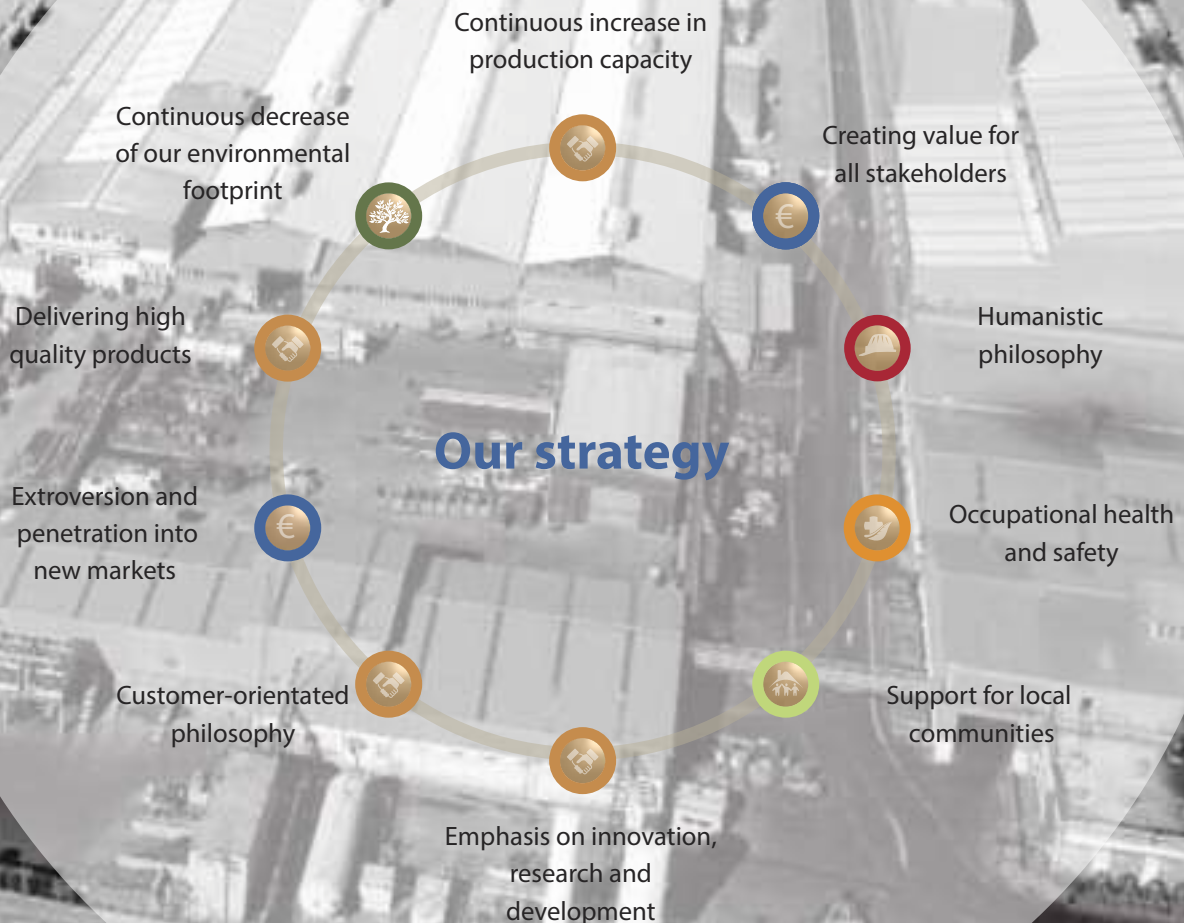 Continuous increase in
production capacity
Creating value for
all stakeholders
Humanistic
philosophy
Occupational health
and safety
Support for local
communities
Emphasis on innovation,
research and
development
Customer-orientated
philosophy
Extroversion and
penetration into
new markets
Delivering high
quality products
Continuous decrease
of our environmental
footprint
Our strategy
€
€